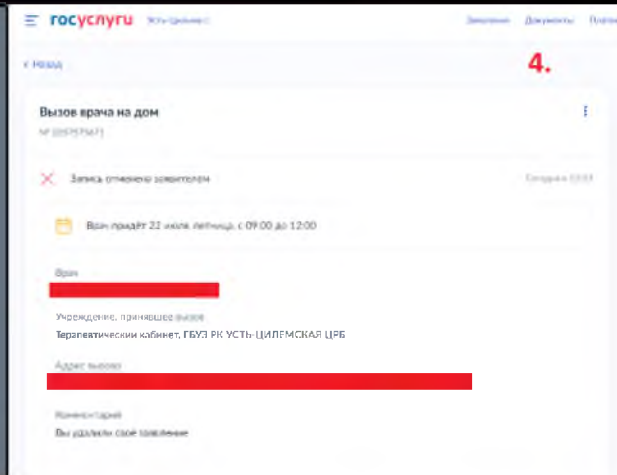 госуслуги Усть-Цильма
Заявления Документы
4.
< Назад
Вызов врача на дом
Запись отменена заявителем
Врач придёт 22 июля, пятница, с 09:00 до 12:00
Врач
Учреждение, принявшее вызов
Терапевтический кабинет, ГБУЗ РК УСТЬ-ЦИЛЕМСКАЯ ЦРБ
Адрес вызова
Комментарий
Вы удалили своё заявление